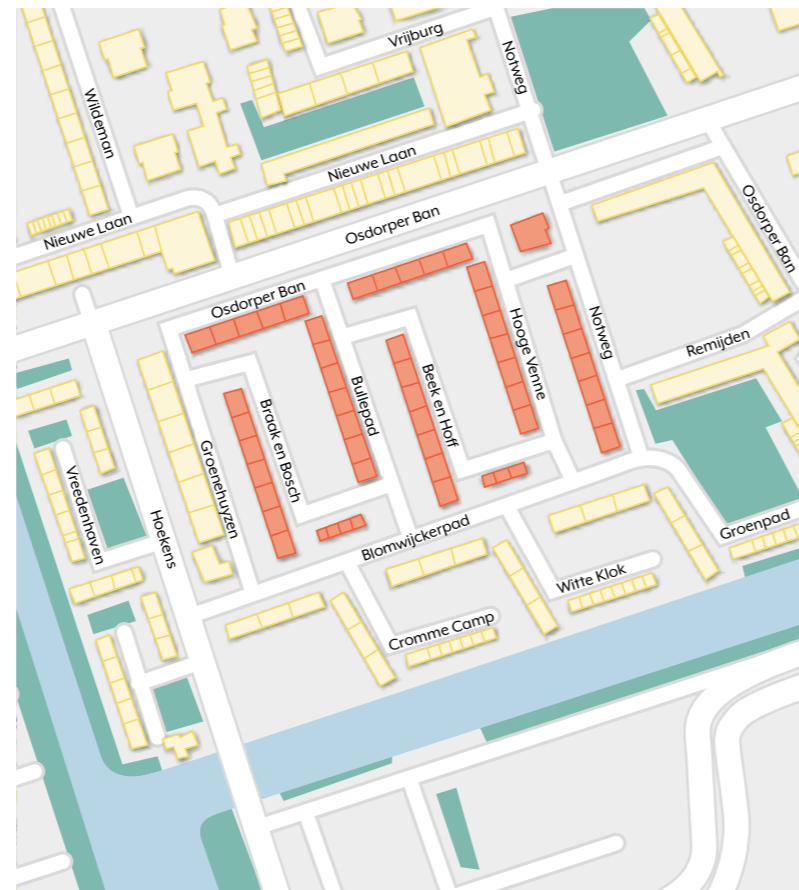 Vrijburg
Notweg
Wildeman
Nieuwe Laan
Nieuwe Laan
Osdorper Ban
Osdorper Ban
Osdorper Ban
Hooge Venne
Notweg
Remijden
Bullepad
Beek en Hoff
Braak en Bosch
Groenehuyzen
Vreedenhaven
Hoekens
Blomwijckerpad
Groenpad
Witte Klok
Cromme Camp